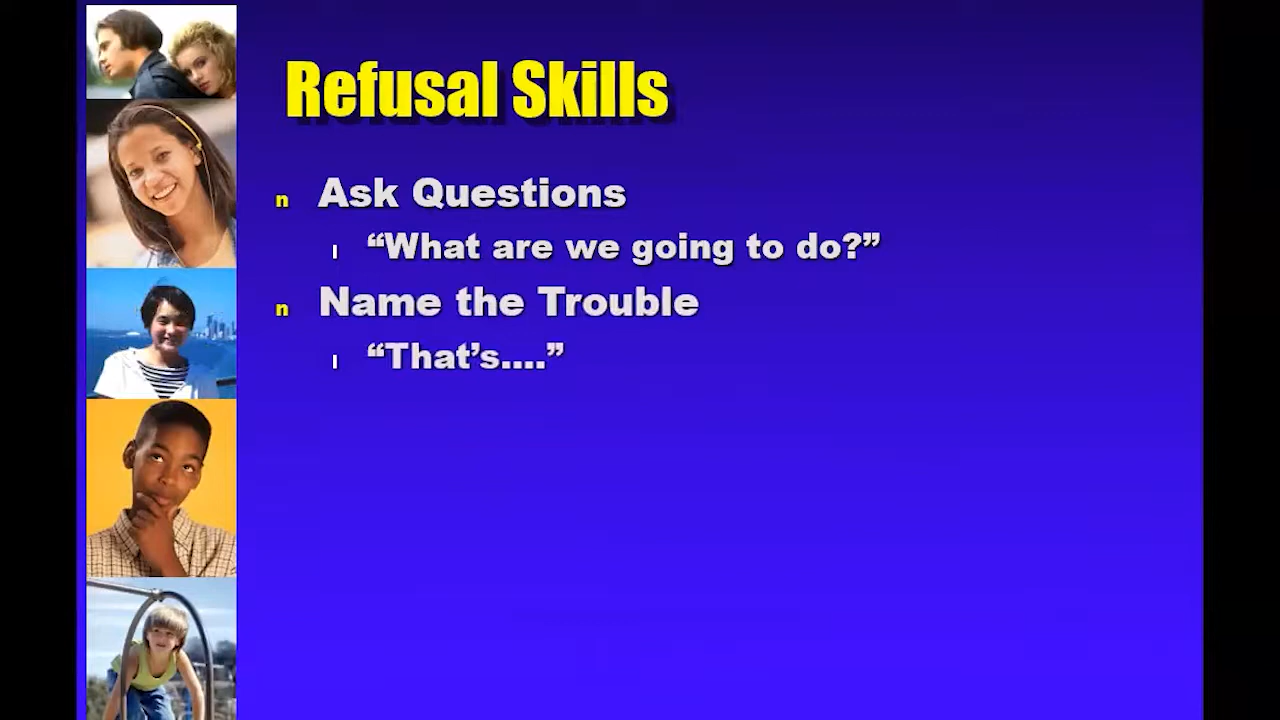 Refusal Skills
n Ask Questions
l “What are we going to do?”
n Name the Trouble
l “That’s....”